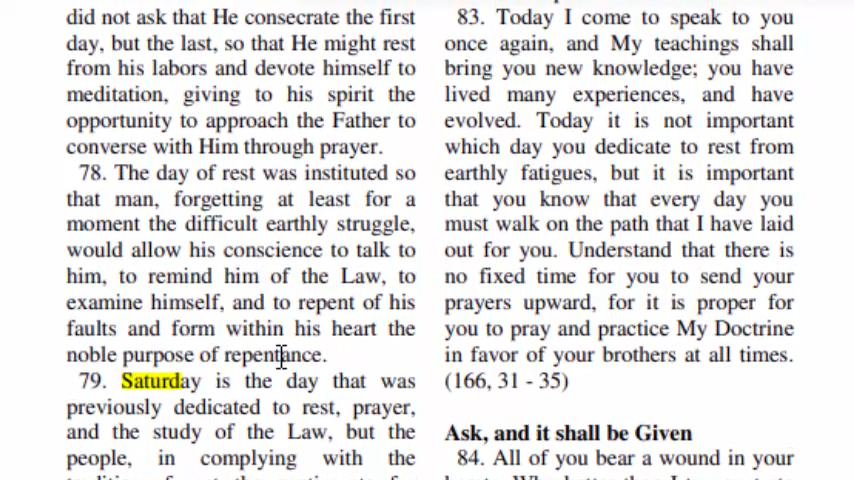 did not ask that He consecrate the first
day, but the last, so that He might rest
from his labors and devote himself to
meditation, giving to his spirit the
opportunity to approach the Father to
converse with Him through prayer.
78. The day of rest was instituted so
that man, forgetting at least for a
moment the difficult earthly struggle,
would allow his conscience to talk to
him, to remind him of the Law, to
examine himself, and to repent of his
faults and form within his heart the
noble purpose of repentance.
79. Saturday is the day that was
previously dedicated to rest, prayer,
and the study of the Law, but the
people, in complying with the
83. Today I come to speak to you
once again, and My teachings shall
bring you new knowledge; you have
lived many experiences, and have
evolved. Today it is not important
which day you dedicate to rest from
earthly fatigues, but it is important
that you know that every day you
must walk on the path that I have laid
out for you. Understand that there is
no fixed time for you to send your
prayers upward, for it is proper for
you to pray and practice My Doctrine
in favor of your brothers at all times.
(166, 31 - 35)
Ask, and it shall be Given
84. All of you bear a wound in your